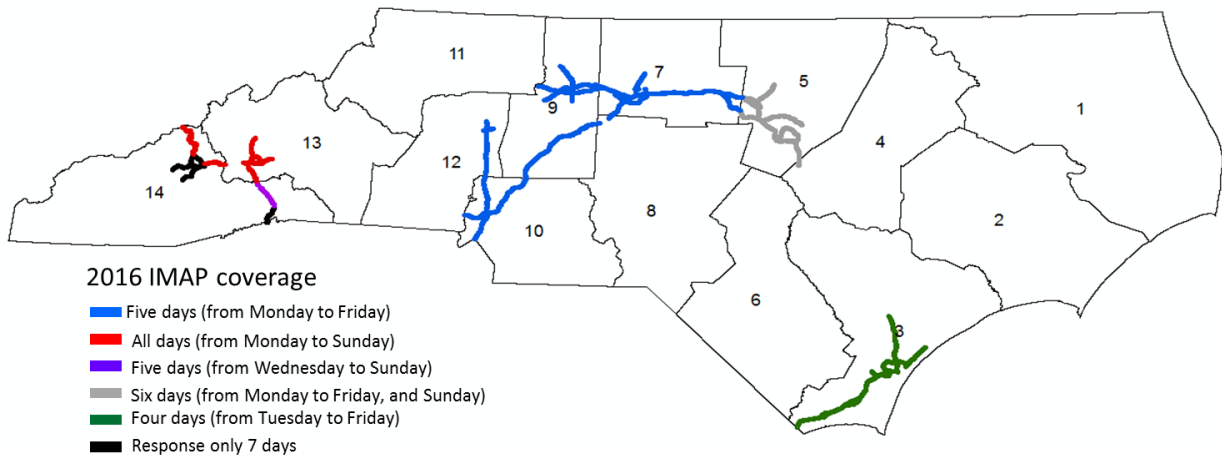 1
11
7
5
9
4
13
12
14
8
2
10
6
3
2016 IMAP coverage
Five days (from Monday to Friday)
All days (from Monday to Sunday)
Five days (from Wednesday to Sunday)
Six days (from Monday to Friday, and Sunday)
Four days (from Tuesday to Friday)
Response only 7 days